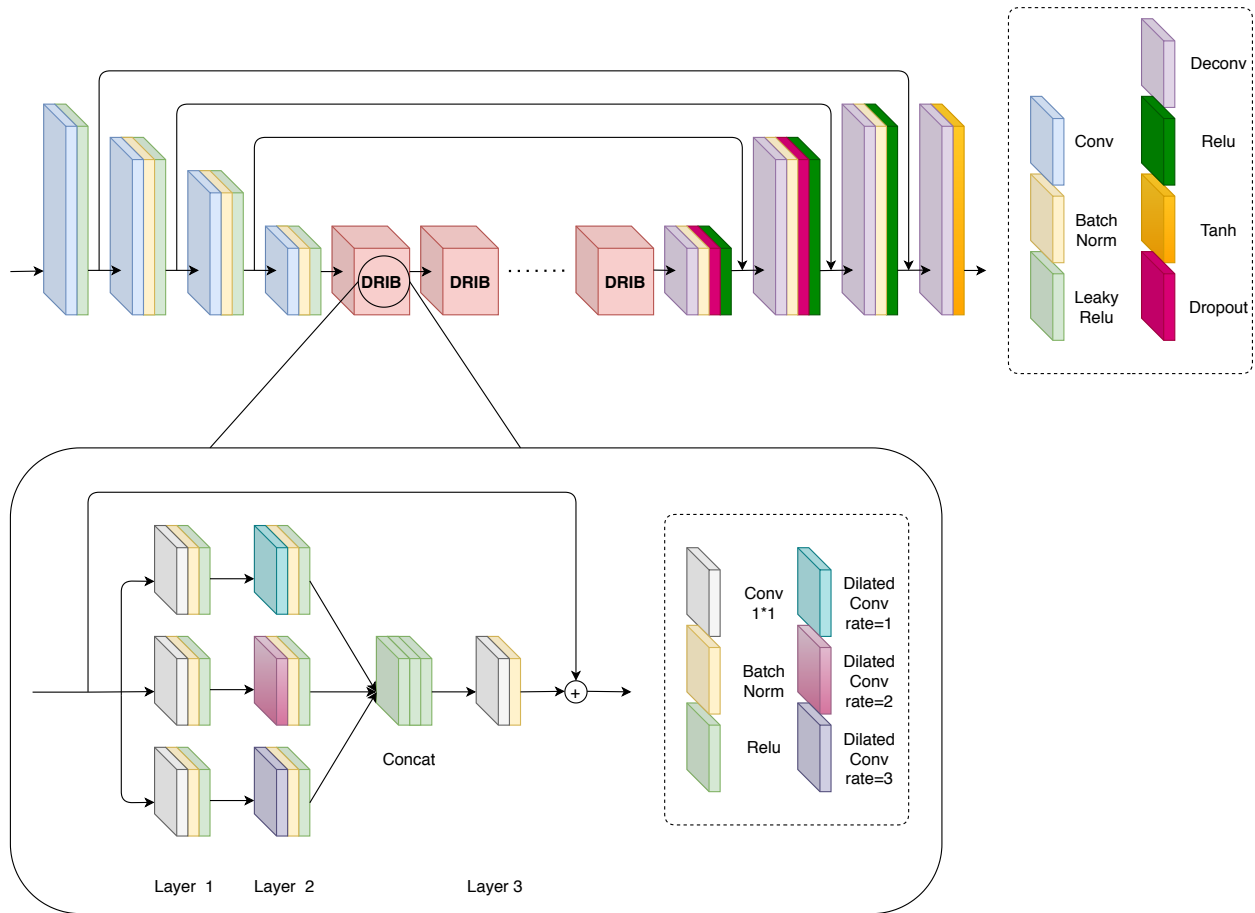 Deconv
Conv
Relu
Batch
Norm
Tanh
Leaky
Relu
Dropout
DRIB
DRIB
DRIB
Conv
1*1
Dilated
Conv
rate=1
Batch
Norm
Dilated
Conv
rate=2
Relu
Dilated
Conv
rate=3
+
Concat
Layer 1
Layer 2
Layer 3